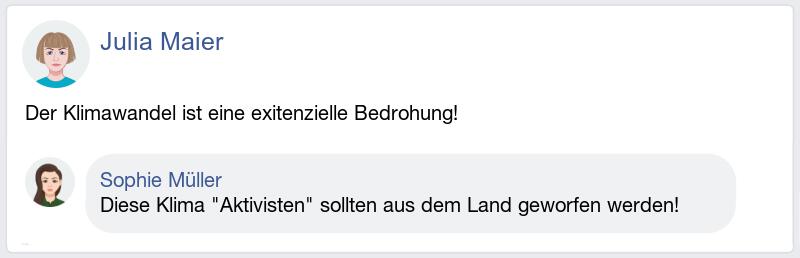 Julia Maier
Der Klimawandel ist eine exitenzielle Bedrohung!
Sophie Müller
Diese Klima "Aktivisten" sollten aus dem Land geworfen werden!